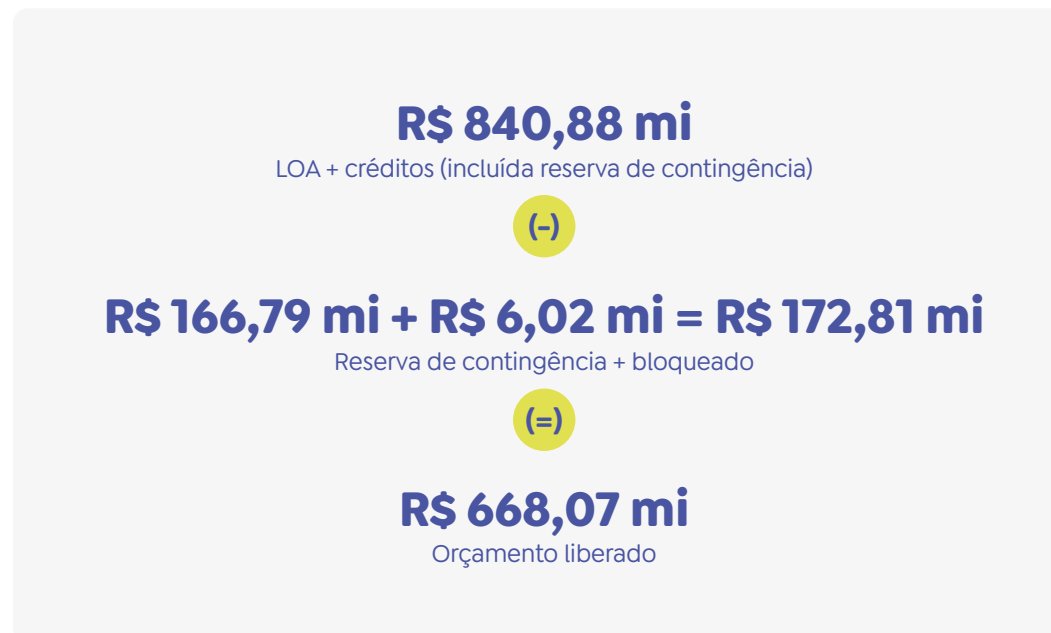 R$ 840,88 mi
LOA + créditos (incluída reserva de contingência)
(-)
R$ 166,79 mi + R$ 6,02 mi = R$ 172,81 mi
Reserva de contingência + bloqueado
(=)
R$ 668,07 mi
Orçamento liberado